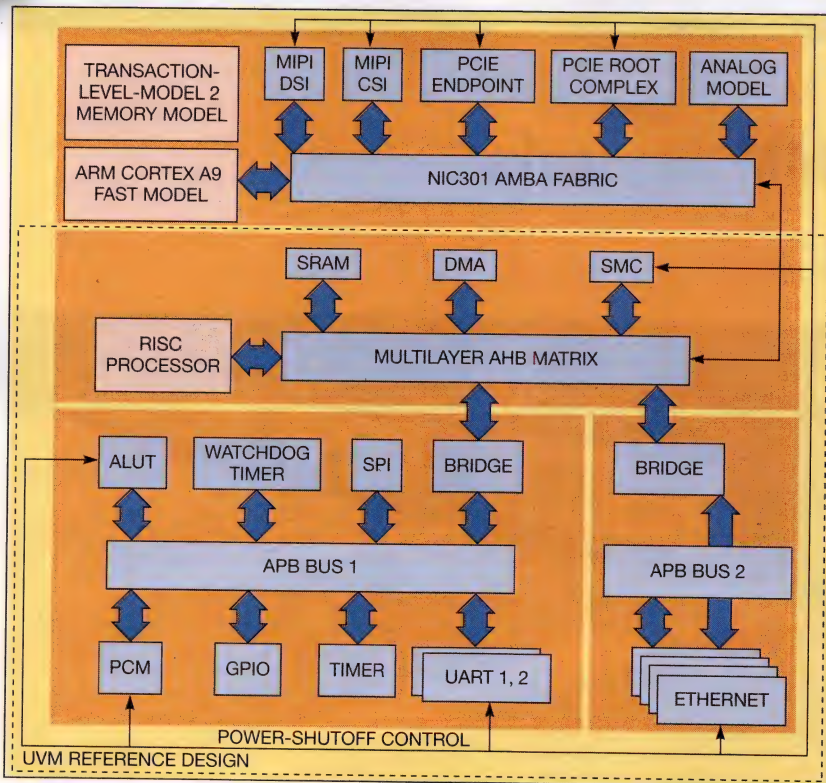 TRANSACTION-
LEVEL-MODEL 2
MEMORY MODEL
MIPI
DSI
MIPI
CSI
PCIE
ENDPOINT
PCIE ROOT
COMPLEX
ANALOG
MODEL
ARM CORTEX A9
FAST MODEL
NIC301 AMBA FABRIC
SRAM
DMA
SMC
RISC
PROCESSOR
MULTILAYER AHB MATRIX
ALUT
WATCHDOG
TIMER
SPI
BRIDGE
BRIDGE
APB BUS 1
APB BUS 2
PCM
GPIO
TIMER
UART 1, 2
ETHERNET
POWER-SHUTOFF CONTROL
UVM REFERENCE DESIGN